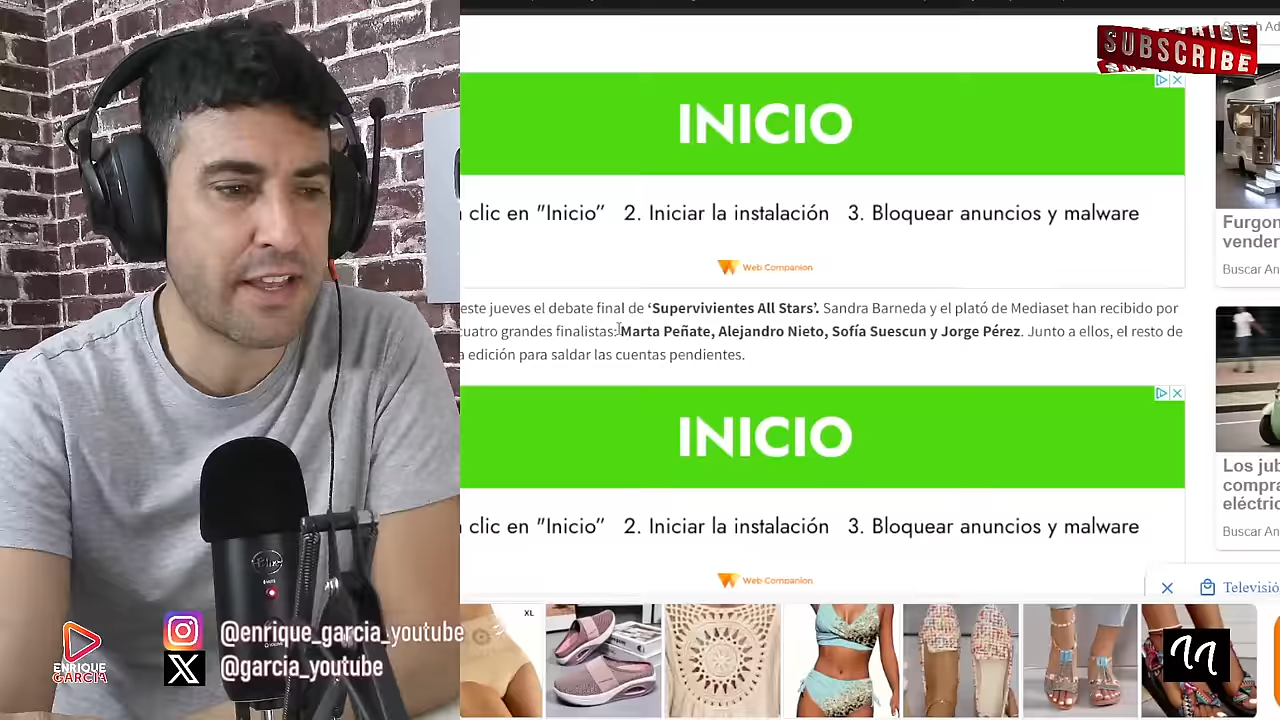 SUBSCRIBE
INICIO
clic en "Inicio” 2. Iniciar la instalación 3. Bloquear anuncios y malware
Web Companion
este jueves el debate final de ‘Supervivientes All Stars’. Sandra Barneda y el plató de Mediaset han recibido por
cuatro grandes finalistas: Marta Peñate, Alejandro Nieto, Sofía Suescun y Jorge Pérez. Junto a ellos, el resto de
a edición para saldar las cuentas pendientes.
INICIO
clic en "Inicio” 2. Iniciar la instalación 3. Bloquear anuncios y malware
Web Companion
Furgon
vender
Buscar An
Los jub
compra
eléctric
Buscar An
Televisió
XL
Blue
@enrique_garcia_youtube
@garcia_youtube
ENRIQUE
GARCIA